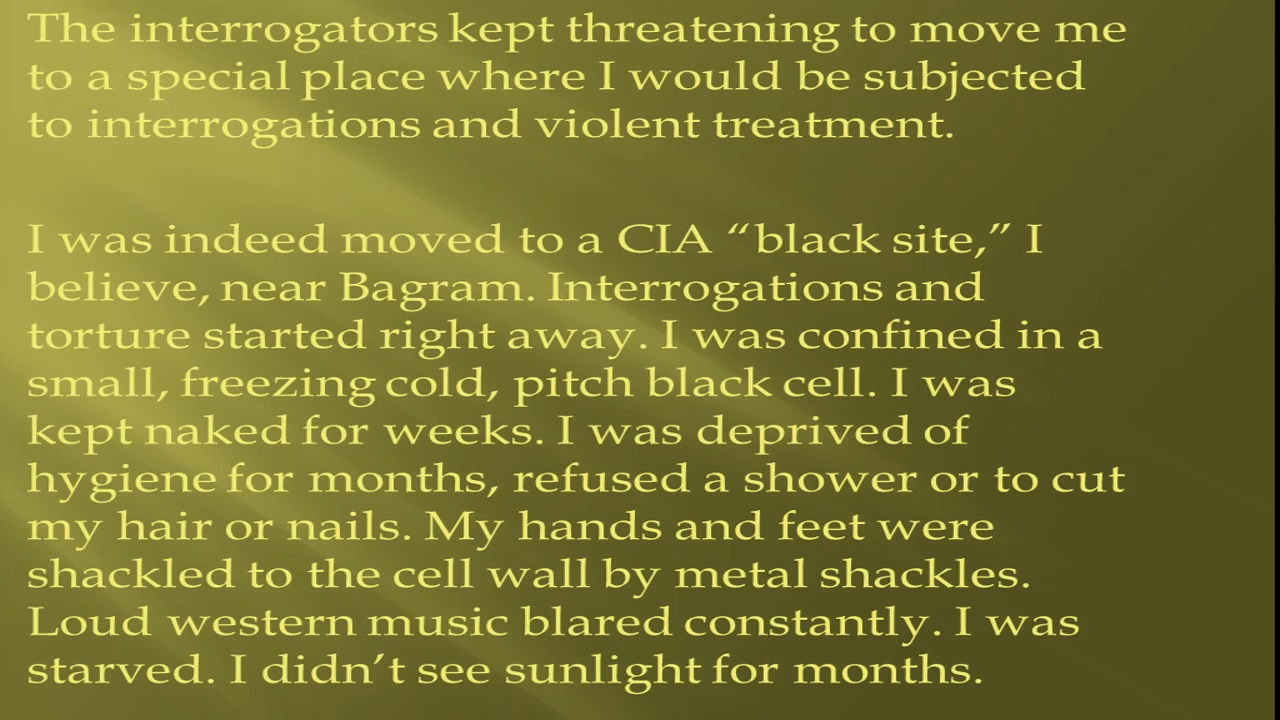 The interrogators kept threatening to move me
to a special place where I would be subjected
to interrogations and violent treatment.
I was indeed moved to a CIA “black site,” I
believe, near Bagram. Interrogations and
torture started right away. I was confined in a
small, freezing cold, pitch black cell. I was
kept naked for weeks. I was deprived of
hygiene for months, refused a shower or to cut
my hair or nails. My hands and feet were
shackled to the cell wall by metal shackles.
Loud western music blared constantly. I was
starved. I didn’t see sunlight for months.